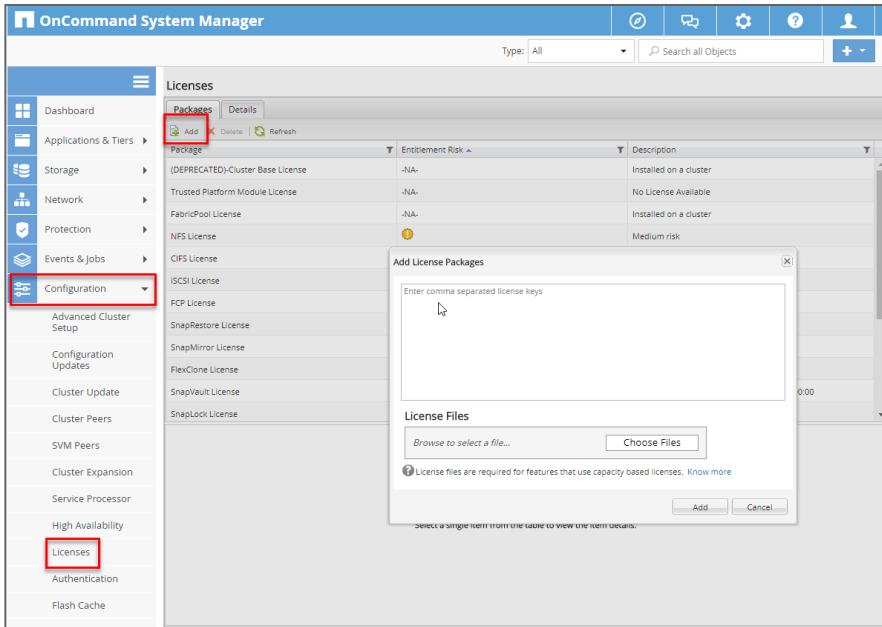 OnCommand System Manager
Type: All
Search all Objects
Licenses
Packages Details
Add Delete Refresh
Package Entitlement Risk Description
(DEPRECATED)-Cluster Base License -NA- Installed on a cluster
Trusted Platform Module License -NA- No License Available
FabricPool License -NA- Installed on a cluster
NFS License Medium risk
CIFS License
iSCSI License
FCP License
SnapRestore License
SnapMirror License
FlexClone License
SnapVault License 0:00
SnapLock License
Dashboard
Applications & Tiers
Storage
Network
Protection
Events & Jobs
Configuration
Advanced Cluster
Setup
Configuration
Updates
Cluster Update
Cluster Peers
SVM Peers
Cluster Expansion
Service Processor
High Availability
Licenses
Authentication
Flash Cache
Add License Packages
Enter comma separated license keys
License Files
Browse to select a file... Choose Files
License files are required for features that use capacity based licenses. Know more
Add Cancel
Select a single item from the table to view the item details.